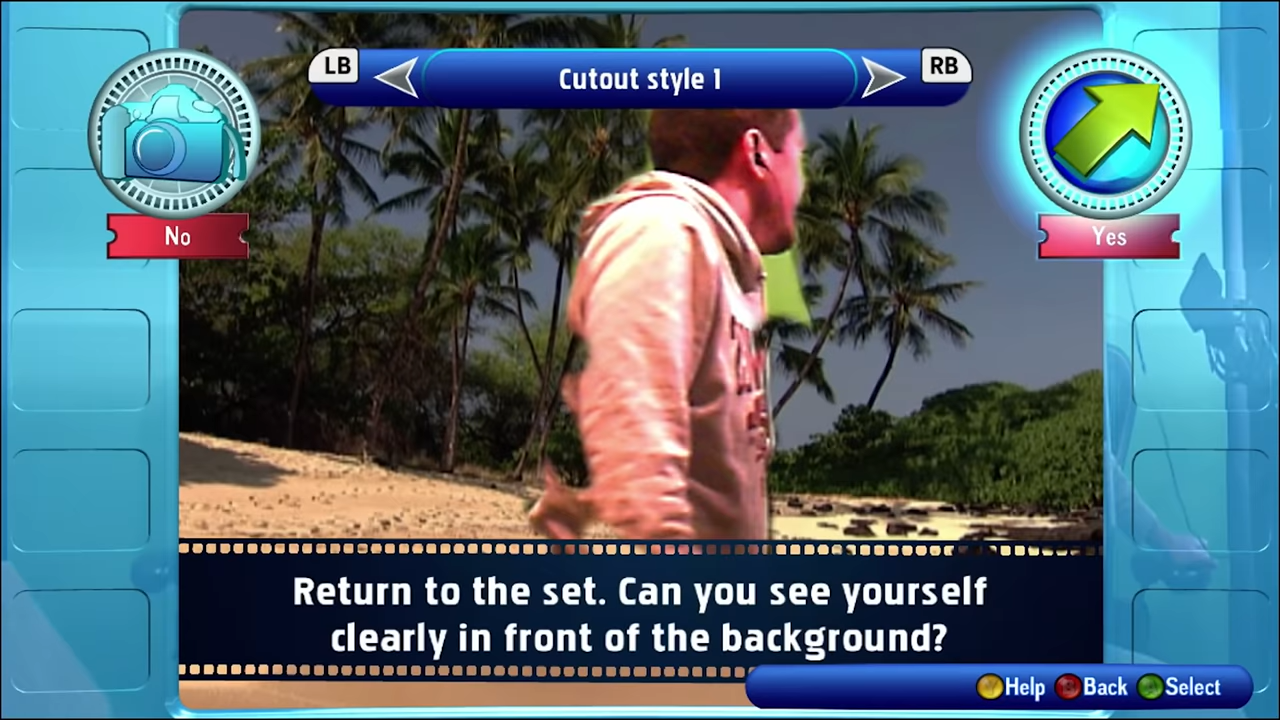 LB
Cutout style 1
RB
No
Yes
Return to the set. Can you see yourself
clearly in front of the background?
Help Back Select